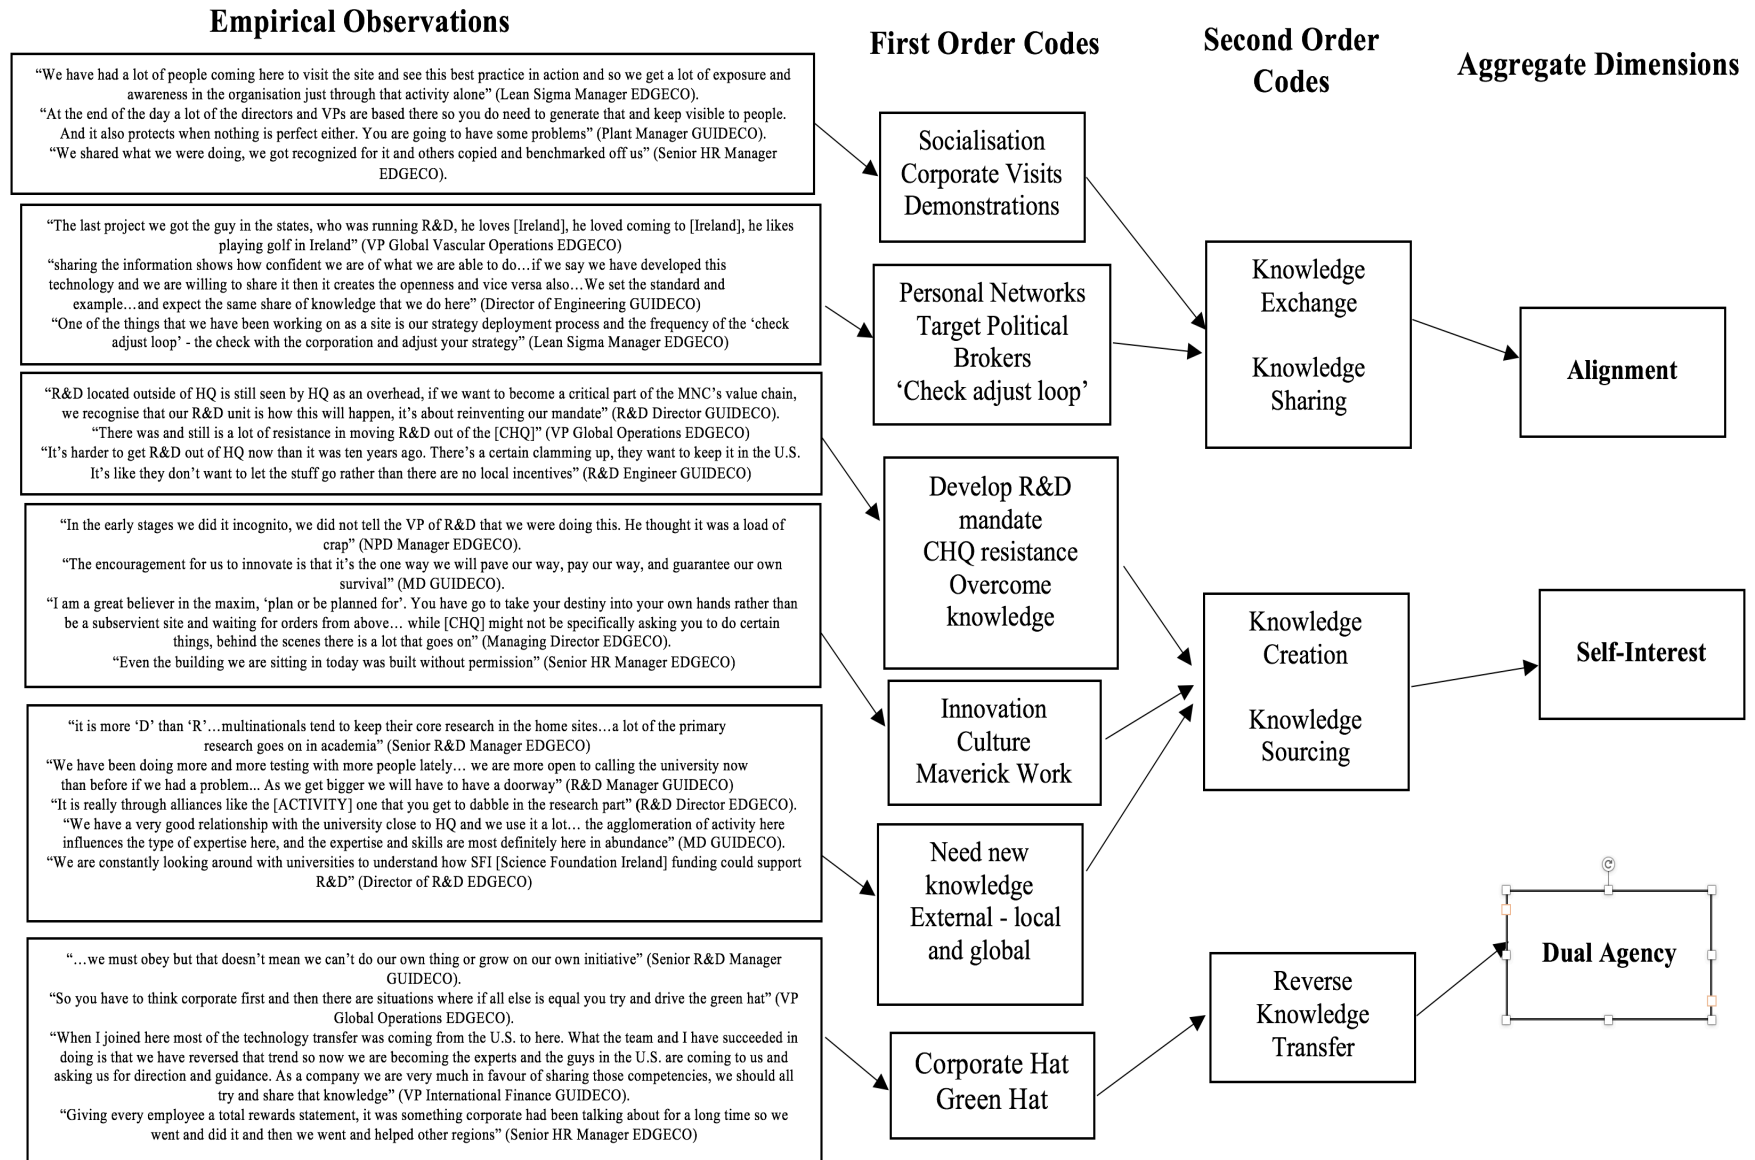 Empirical Observations
First Order Codes
Second Order
Codes
Aggregate Dimensions
“We have had a lot of people coming here to visit the site and see this best practice in action and so we get a lot of exposure and
awareness in the organisation just through that activity alone” (Lean Sigma Manager EDGECO).
“At the end of the day a lot of the directors and VPs are based there so you do need to generate that and keep visible to people.
And it also protects when nothing is perfect either. You are going to have some problems” (Plant Manager GUIDECO).
“We shared what we were doing, we got recognized for it and others copied and benchmarked off us” (Senior HR Manager
EDGECO).
“The last project we got the guy in the states, who was running R&D, he loves [Ireland], he loved coming to [Ireland], he likes
playing golf in Ireland” (VP Global Vascular Operations EDGECO)
“sharing the information shows how confident we are of what we are able to do…if we say we have developed this
technology and we are willing to share it then it creates the openness and vice versa also…We set the standard and
example…and expect the same share of knowledge that we do here” (Director of Engineering GUIDECO)
“One of the things that we have been working on as a site is our strategy deployment process and the frequency of the ‘check
adjust loop’ - the check with the corporation and adjust your strategy” (Lean Sigma Manager EDGECO)
“R&D located outside of HQ is still seen by HQ as an overhead, if we want to become a critical part of the MNC’s value chain,
we recognise that our R&D unit is how this will happen, it’s about reinventing our mandate” (R&D Director GUIDECO).
“There was and still is a lot of resistance in moving R&D out of the [CHQ]” (VP Global Operations EDGECO)
“It’s harder to get R&D out of HQ now than it was ten years ago. There’s a certain clamming up, they want to keep it in the U.S.
It’s like they don’t want to let the stuff go rather than there are no local incentives” (R&D Engineer GUIDECO)
“In the early stages we did it incognito, we did not tell the VP of R&D that we were doing this. He thought it was a load of
crap” (NPD Manager EDGECO).
“The encouragement for us to innovate is that it’s the one way we will pave our way, pay our way, and guarantee our own
survival” (MD GUIDECO).
“I am a great believer in the maxim, ‘plan or be planned for’. You have go to take your destiny into your own hands rather than
be a subservient site and waiting for orders from above… while [CHQ] might not be specifically asking you to do certain
things, behind the scenes there is a lot that goes on” (Managing Director EDGECO).
“Even the building we are sitting in today was built without permission” (Senior HR Manager EDGECO)
“it is more ‘D’ than ‘R’…multinationals tend to keep their core research in the home sites…a lot of the primary
research goes on in academia” (Senior R&D Manager EDGECO)
“We have been doing more and more testing with more people lately… we are more open to calling the university now
than before if we had a problem... As we get bigger we will have to have a doorway” (R&D Manager GUIDECO)
“It is really through alliances like the [ACTIVITY] one that you get to dabble in the research part” (R&D Director EDGECO).
“We have a very good relationship with the university close to HQ and we use it a lot… the agglomeration of activity here
influences the type of expertise here, and the expertise and skills are most definitely here in abundance” (MD GUIDECO).
“We are constantly looking around with universities to understand how SFI [Science Foundation Ireland] funding could support
R&D” (Director of R&D EDGECO)
“…we must obey but that doesn’t mean we can’t do our own thing or grow on our own initiative” (Senior R&D Manager
GUIDECO).
“So you have to think corporate first and then there are situations where if all else is equal you try and drive the green hat” (VP
Global Operations EDGECO).
“When I joined here most of the technology transfer was coming from the U.S. to here. What the team and I have succeeded in
doing is that we have reversed that trend so now we are becoming the experts and the guys in the U.S. are coming to us and
asking us for direction and guidance. As a company we are very much in favour of sharing those competencies, we should all
try and share that knowledge” (VP International Finance GUIDECO).
“Giving every employee a total rewards statement, it was something corporate had been talking about for a long time so we
went and did it and then we went and helped other regions” (Senior HR Manager EDGECO)
Socialisation
Corporate Visits
Demonstrations
Personal Networks
Target Political
Brokers
‘Check adjust loop’
Develop R&D
mandate
CHQ resistance
Overcome
knowledge
Innovation
Culture
Maverick Work
Need new
knowledge
External - local
and global
Corporate Hat
Green Hat
Knowledge
Exchange
Knowledge
Sharing
Knowledge
Creation
Knowledge
Sourcing
Reverse
Knowledge
Transfer
Alignment
Self-Interest
Dual Agency